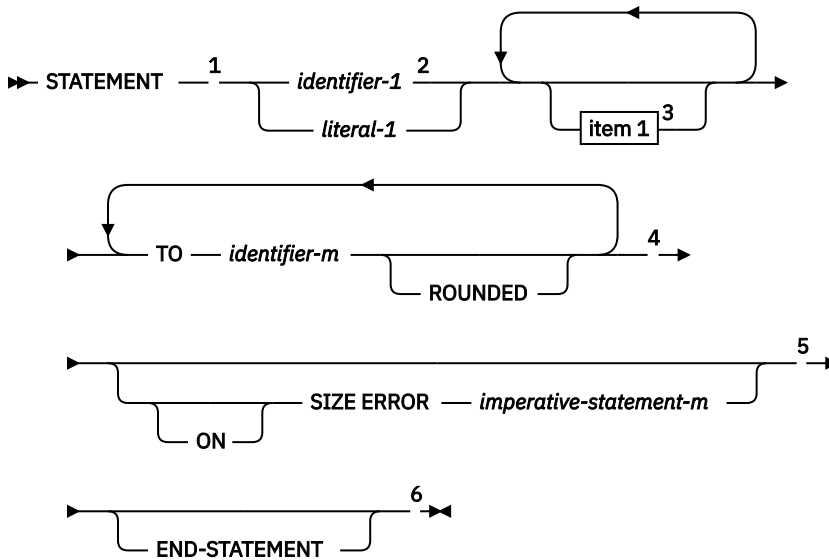 STATEMENT 1 identifier-1 2
literal-1 item 1 3
TO identifier-m 4
ROUNDED
5
SIZE ERROR imperative-statement-m
ON
6
END-STATEMENT